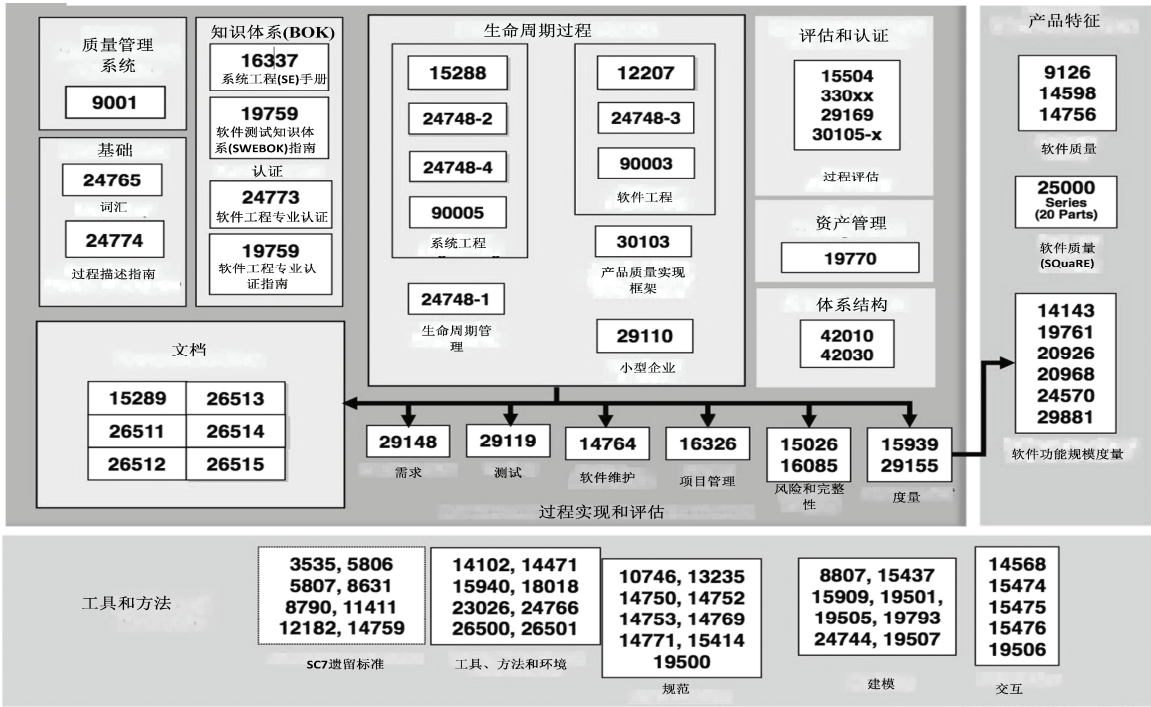 质量管理
系统
9001
基础
24765
词汇
24774
过程描述指南
知识体系(BOK)
16337
系统工程(SE)手册
19759
软件测试知识体
系(SWEBOK)指南
认证
24773
软件工程专业认证
19759
软件工程专业认
证指南
生命周期过程
15288
24748-2
24748-4
90005
系统工程
24748-1
生命周期管
理
12207
24748-3
90003
软件工程
30103
产品质量实现
框架
29110
小型企业
评估和认证
15504
330xx
29169
30105-x
过程评估
资产管理
19770
体系结构
42010
42030
产品特征
9126
14598
14756
软件质量
25000
Series
(20 Parts)
软件质量
(SQuaRE)
14143
19761
20926
20968
24570
29881
软件功能规模度量
文档
15289 26513
26511 26514
26512 26515
29148
需求
29119
测试
14764
软件维护
16326
项目管理
15026
16085
风险和完整
性
15939
29155
度量
过程实现和评估
工具和方法
3535, 5806
5807, 8631
8790, 11411
12182, 14759
SC7遗留标准
14102, 14471
15940, 18018
23026, 24766
26500, 26501
工具、方法和环境
10746, 13235
14750, 14752
14753, 14769
14771, 15414
19500
规范
8807, 15437
15909, 19501,
19505, 19793
24744, 19507
建模
14568
15474
15475
15476
19506
交互